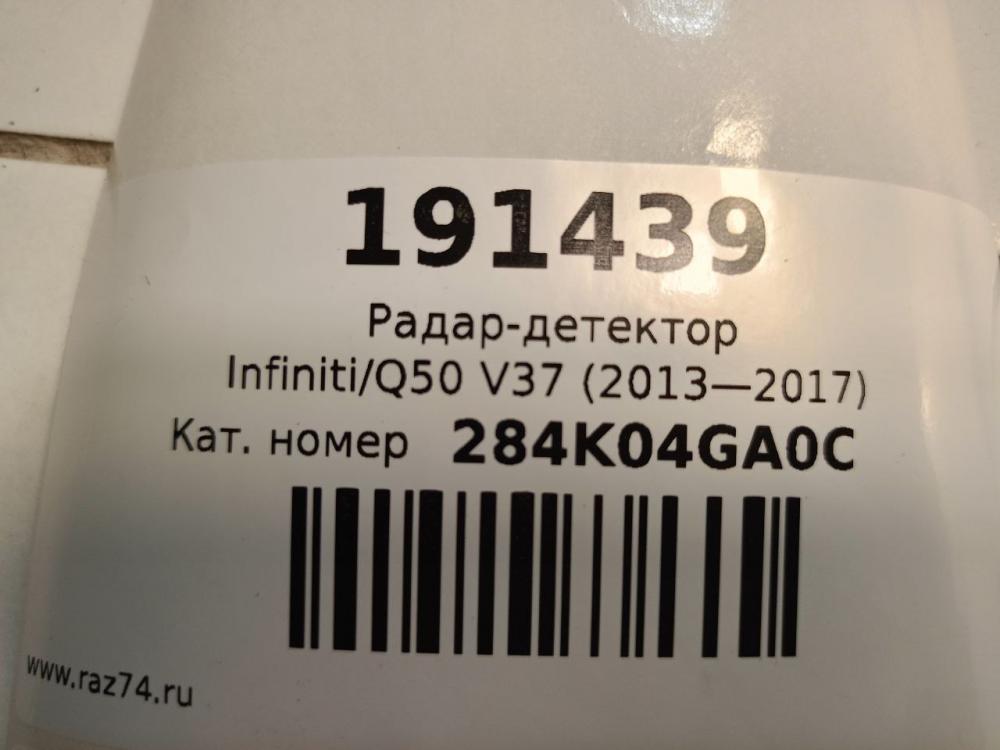 191439
Радар-детектор
Infiniti/Q50 V37 (2013—2017)
Кат. номер 284K04GA0C
www.raz74.ru